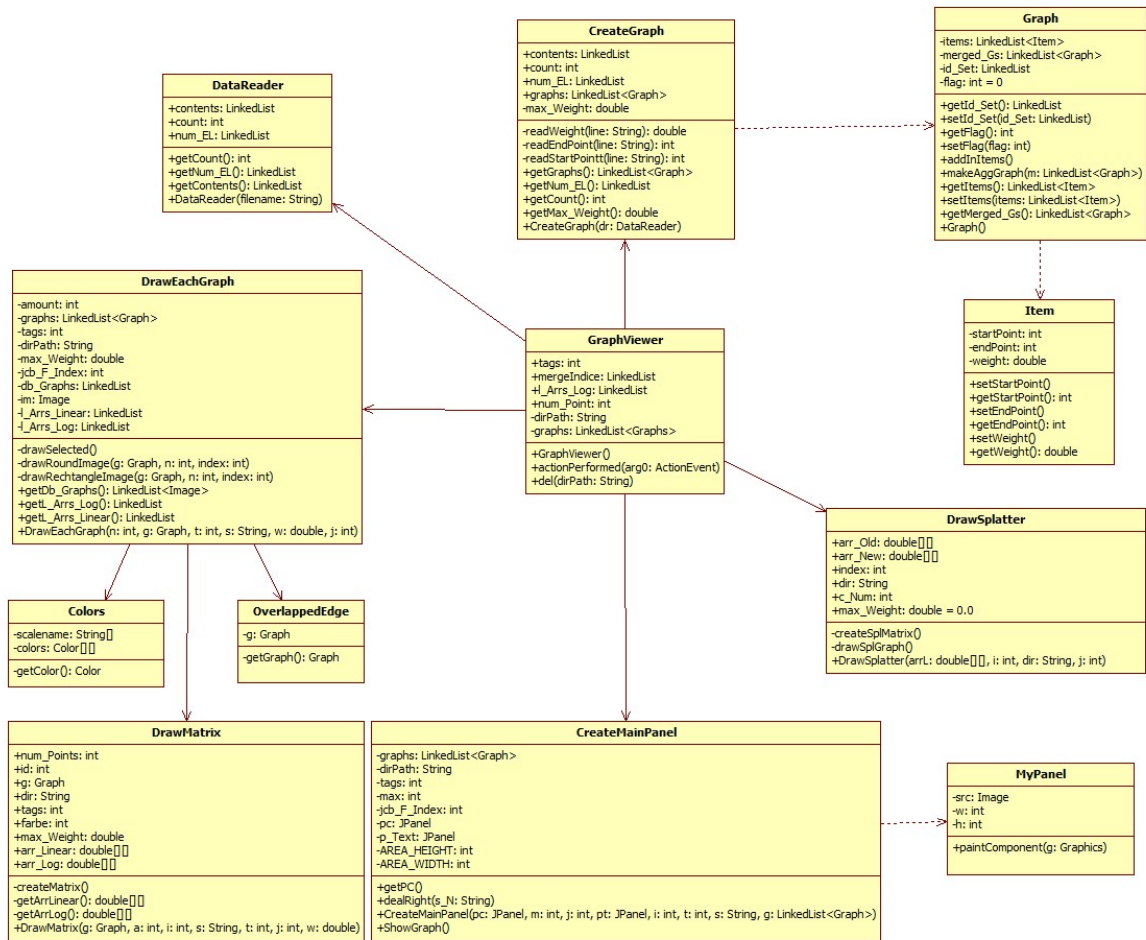 CreateGraph
+contents: LinkedList
+count: int
+num_EL: LinkedList
+graphs: LinkedList<Graph>
-max_Weight: double
-readWeight(line: String): double
-readEndPoint(line: String): int
-readStartPointt(line: String): int
+getGraphs(): LinkedList<Graph>
+getNum_EL(): LinkedList
+getCount(): int
+getMax_Weight(): double
+CreateGraph(dr: DataReader)
Graph
-items: LinkedList<Item>
-merged_Gs: LinkedList<Graph>
-id_Set: LinkedList
-flag: int = 0
+getId_Set(): LinkedList
+setId_Set(id_Set: LinkedList)
+getFlag(): int
+setFlag(flag: int)
+addInItems()
+makeAggGraph(m: LinkedList<Graph>)
+getItems(): LinkedList<Item>
+setItems(items: LinkedList<Item>)
+getMerged_Gs(): LinkedList<Graph>
+Graph()
DataReader
+contents: LinkedList
+count: int
+num_EL: LinkedList
+getCount(): int
+getNum_EL(): LinkedList
+getContents(): LinkedList
+DataReader(filename: String)
DrawEachGraph
-amount: int
-graphs: LinkedList<Graph>
-tags: int
-dirPath: String
-max_Weight: double
-jcb_F_Index: int
-db_Graphs: LinkedList
-im: Image
-l_Arrs_Linear: LinkedList
-l_Arrs_Log: LinkedList
-drawSelected()
-drawRoundImage(g: Graph, n: int, index: int)
-drawRechtangleImage(g: Graph, n: int, index: int)
+getDb_Graphs(): LinkedList<Image>
+getL_Arrs_Log(): LinkedList
+getL_Arrs_Linear(): LinkedList
+DrawEachGraph(n: int, g: Graph, t: int, s: String, w: double, j: int)
GraphViewer
+tags: int
+mergeIndice: LinkedList
+l_Arrs_Log: LinkedList
+num_Point: int
-dirPath: String
-graphs: LinkedList<Graphs>
+GraphViewer()
+actionPerformed(arg0: ActionEvent)
+del(dirPath: String)
Item
-startPoint: int
-endPoint: int
-weight: double
+setStartPoint()
+getStartPoint(): int
+setEndPoint()
+getEndPoint(): int
+setWeight()
+getWeight(): double
DrawSplatter
+arr_Old: double[][]
+arr_New: double[][]
+index: int
+dir: String
+c_Num: int
+max_Weight: double = 0.0
-createSplMatrix()
-drawSplGraph()
+DrawSplatter(arrL: double[][], i: int, dir: String, j: int)
Colors
-scalename: String[]
-colors: Color[][]
-getColor(): Color
OverlappedEdge
-g: Graph
-getGraph(): Graph
DrawMatrix
+num_Points: int
+id: int
+g: Graph
+dir: String
+tags: int
+farbe: int
+max_Weight: double
+arr_Linear: double[][]
+arr_Log: double[][]
-createMatrix()
-getArrLinear(): double[][]
-getArrLog(): double[][]
+DrawMatrix(g: Graph, a: int, i: int, s: String, t: int, j: int, w: double)
CreateMainPanel
-graphs: LinkedList<Graph>
-dirPath: String
-tags: int
-max: int
-jcb_F_Index: int
-pc: JPanel
-p_Text: JPanel
-AREA_HEIGHT: int
-AREA_WIDTH: int
+getPC()
+dealRight(s_N: String)
+CreateMainPanel(pc: JPanel, m: int, j: int, pt: JPanel, i: int, t: int, s: String, g: LinkedList<Graph>)
+ShowGraph()
MyPanel
-src: Image
-w: int
-h: int
+paintComponent(g: Graphics)